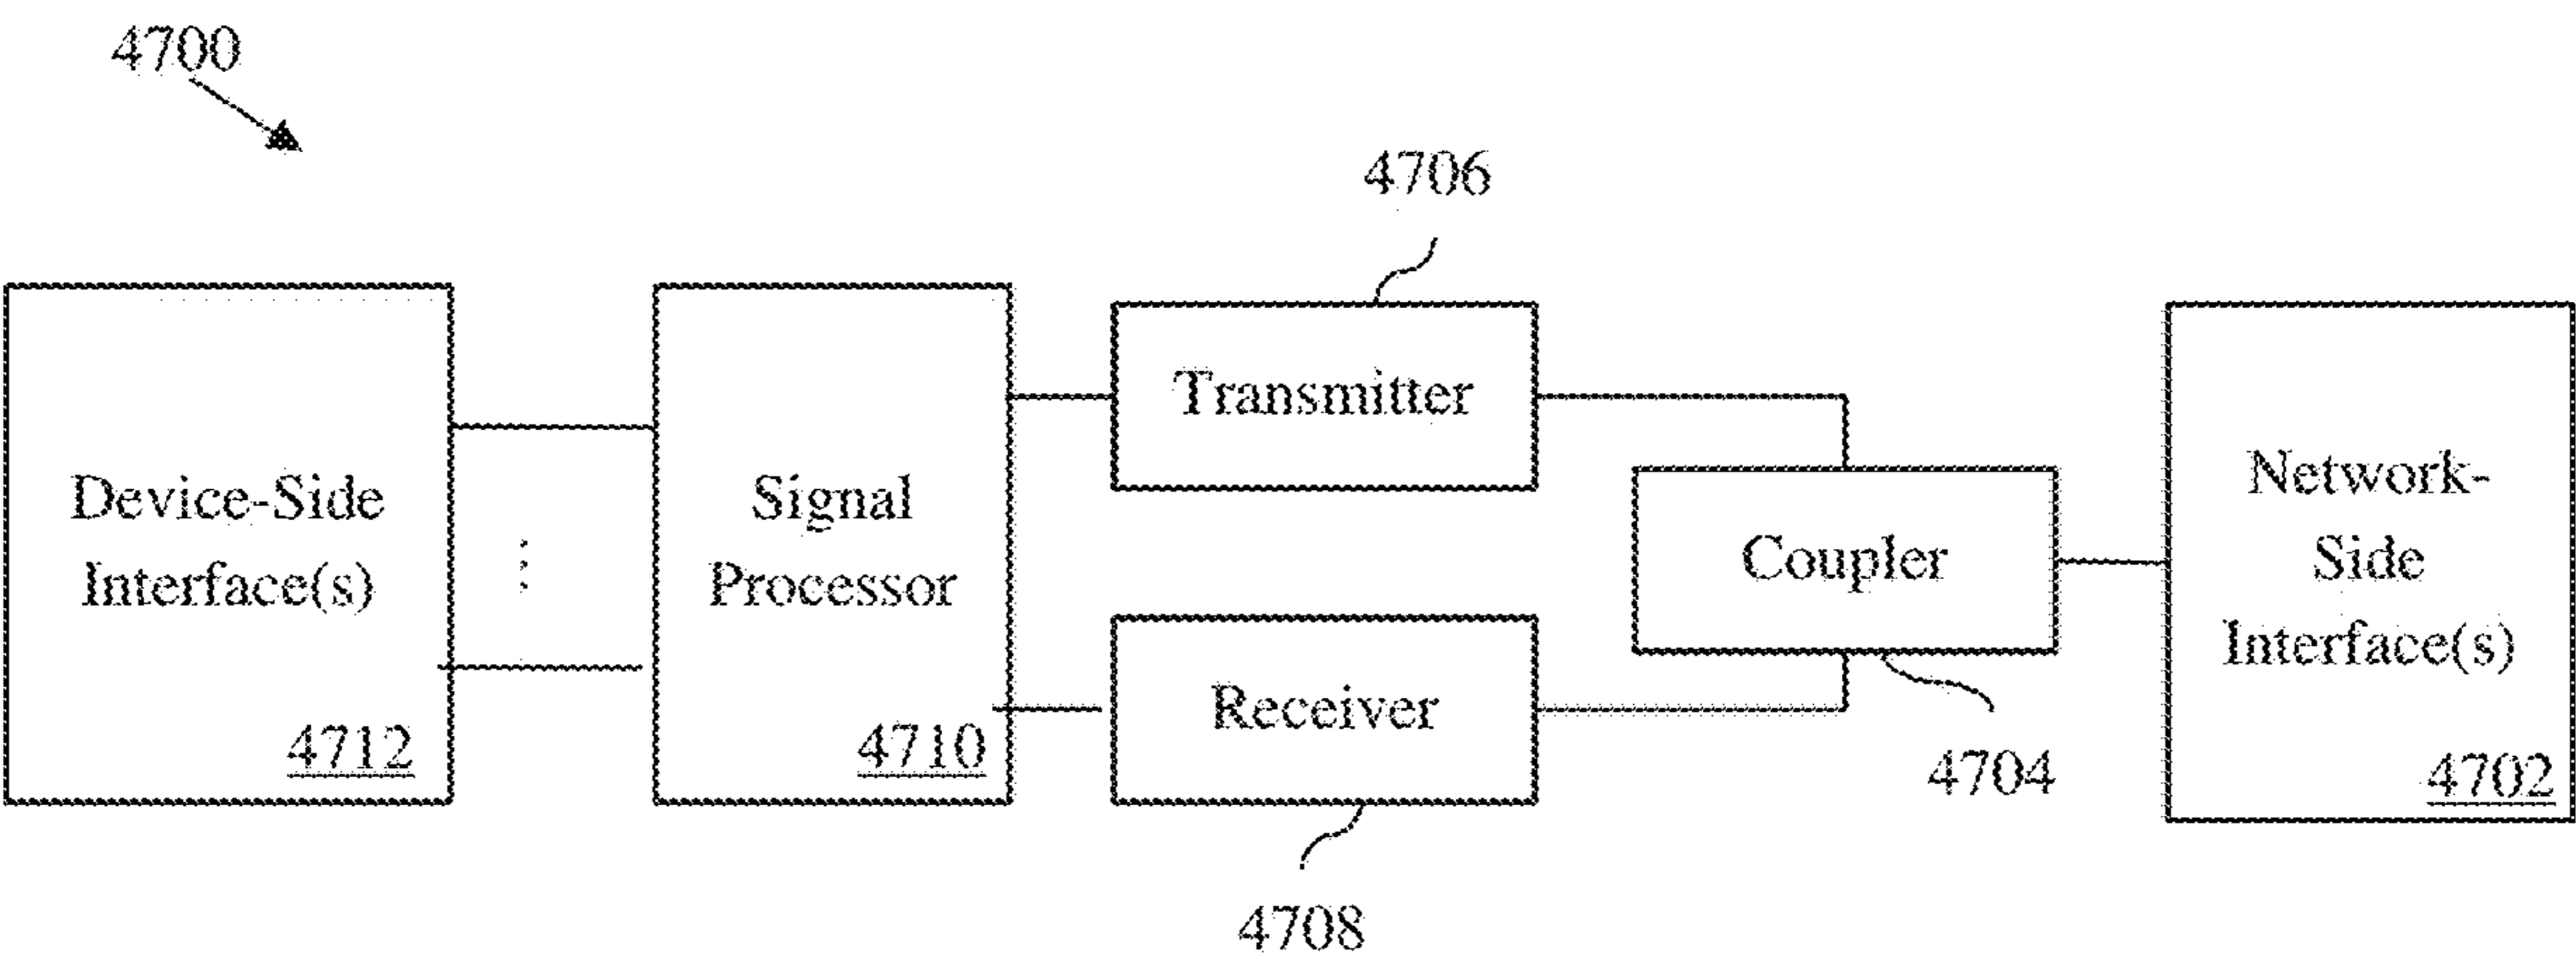 4700
4706
Device-Side
Interface(s)
4712
Signal
Processor
4710
Transmitter
Receiver
4708
Coupler
4704
Network-
Side
Interface(s)
4702